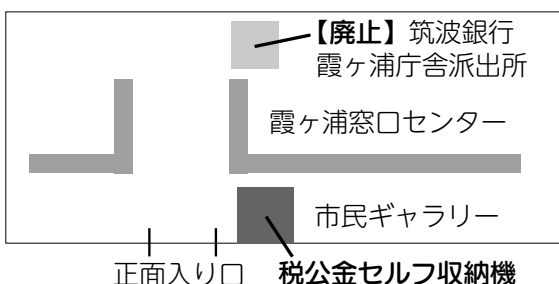 【廃止】筑波銀行
霞ヶ浦庁舎派出所
霞ヶ浦窓口センター
市民ギャラリー
正面入り口
税公金セルフ収納機